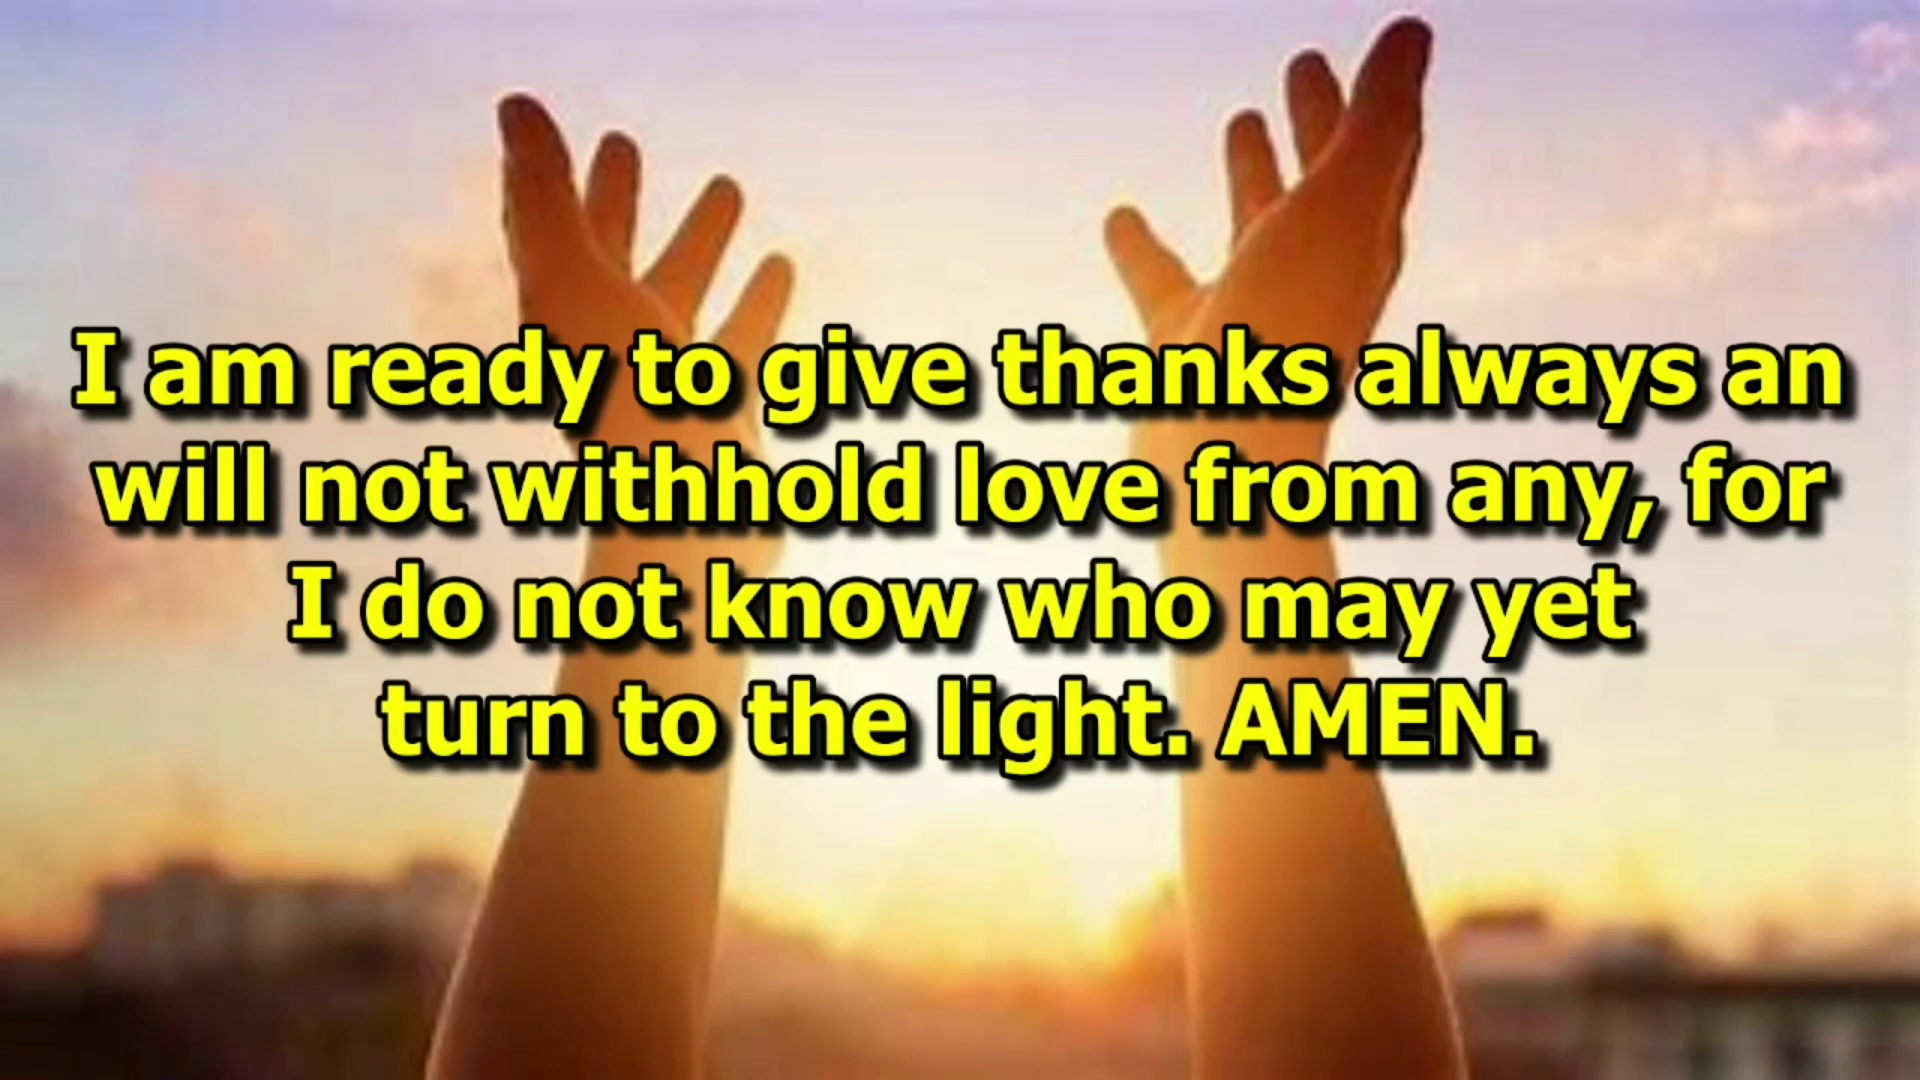 I am ready to give thanks always an
will not withhold love from any, for
I do not know who may yet
turn to the light. AMEN.